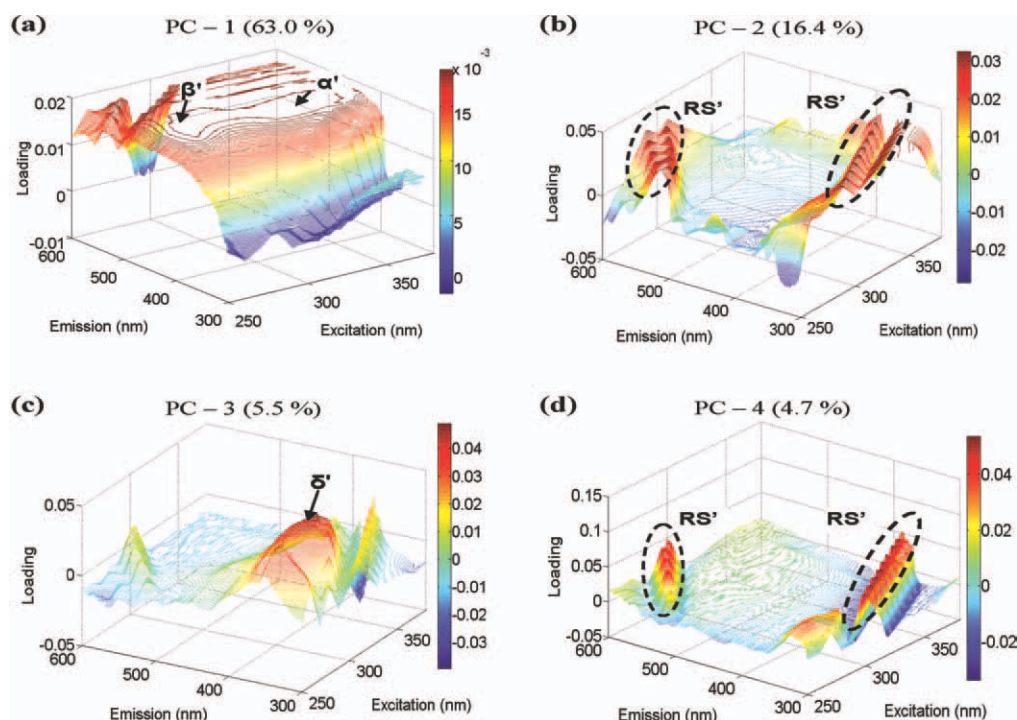 (a) PC – 1 (63.0 %)
x 10 -3
β' α'
0.02
0.01
0
-0.01
Loading
600 500 400 300
250 300 350
Emission (nm) Excitation (nm)
15
10
5
0
(b) PC – 2 (16.4 %)
RS' RS'
0.05
0
-0.05
Loading
600 500 400 300
250 300 350
Emission (nm) Excitation (nm)
0.03
0.02
0.01
0
-0.01
-0.02
(c) PC – 3 (5.5 %)
δ'
0.05
0
-0.05
Loading
600 500 400 300
250 300 350
Emission (nm) Excitation (nm)
0.04
0.03
0.02
0.01
0
-0.01
-0.02
-0.03
(d) PC – 4 (4.7 %)
RS' RS'
0.15
0.1
0.05
0
-0.05
Loading
600 500 400 300
250 300 350
Emission (nm) Excitation (nm)
0.04
0.02
0
-0.02